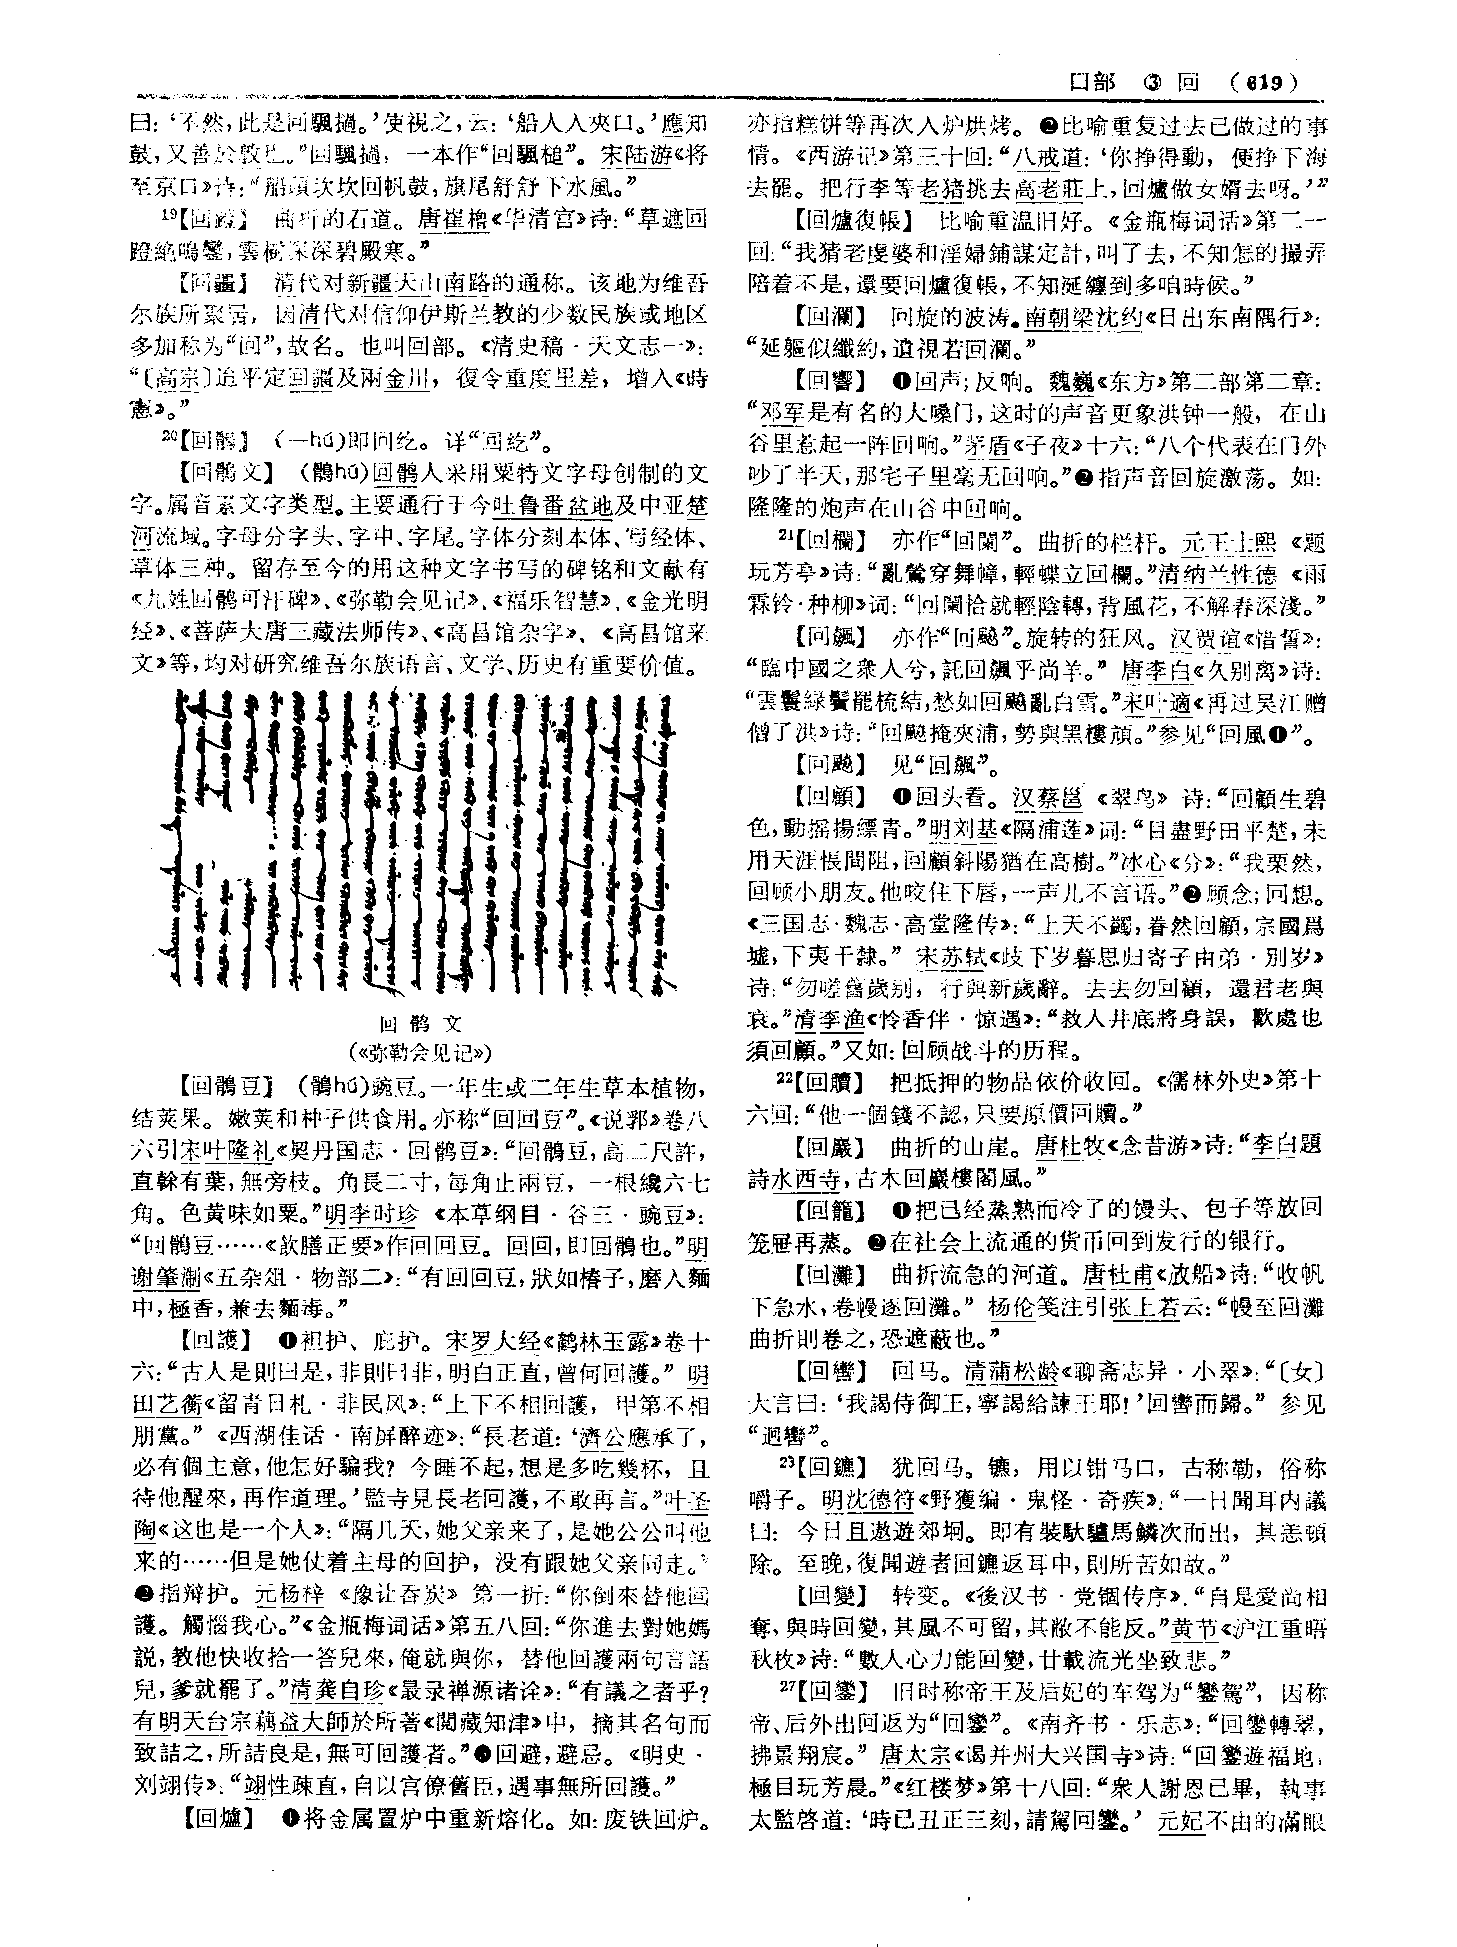 口部 ③ 回 （619）
曰：‘不然，此是回颿撾。’使视之，云：‘船人入夾口。’應知
鼓，又善於敗已。”回颿撾，一本作“回颿槌”。宋陆游《将
至京口》诗：“船頭坎坎回帆鼓，旗尾舒舒下水風。”
19【回蹬】 曲折的石道。唐崔橹《华清宫》诗：“草遮回
蹬絶鳴鑾，雲樹深深碧殿寒。”
【回疆】 清代对新疆天山南路的通称。该地为维吾
尔族所聚居，因清代对信仰伊斯兰教的少数民族或地区
多加称为“回”，故名。也叫回部。《清史稿·天文志一》：
“〔高宗〕迨平定回疆及兩金川，復令重度里差，增入《時
憲》。”
20【回鶻】 （—hú)即回纥。详“回紇”。
【回鶻文】 （鶻hú)回鹘人采用粟特文字母创制的文
字。属音素文字类型。主要通行于今吐鲁番盆地及中亚楚
河流域。字母分字头、字中、字尾。字体分刻本体、写经体、
草体三种。留存至今的用这种文字书写的碑铭和文献有
《九姓回鹘可汗碑》、《弥勒会见记》、《福乐智慧》、《金光明
经》、《菩萨大唐三藏法师传》、《高昌馆杂字》、《高昌馆来
文》等，均对研究维吾尔族语言、文学、历史有重要价值。
回鹘文
（《弥勒会见记》）
【回鶻豆】 （鶻hú)豌豆。一年生或二年生草本植物，
结荚果。嫩荚和种子供食用。亦称“回回豆”。《说郛》卷八
六引宋叶隆礼《契丹国志·回鹘豆》：“回鶻豆，高二尺許，
直榦有葉，無旁枝。角長二寸，每角止兩豆，一根纔六七
角。色黄味如粟。”明李时珍《本草纲目·谷三·豌豆》：
“回鶻豆……《飲膳正要》作回回豆。回回，即回鶻也。”明
谢肇淛《五杂俎·物部二》：“有回回豆，狀如椿子，磨入麵
中，極香，兼去麵毒。”
【回護】 ❶袒护、庇护。宋罗大经《鹤林玉露》卷十
六：“古人是則曰是，非則曰非，明白正直，曾何回護。”明
田艺蘅《留青日札·非民风》：“上下不相回護，甲第不相
朋黨。”《西湖佳话·南屏醉迹》：“長老道：‘濟公應承了，
必有個主意，他怎好騙我？今睡不起，想是多吃幾杯，且
待他醒來，再作道理。’監寺見長老回護，不敢再言。”叶圣
陶《这也是一个人》：“隔几天，她父亲来了，是她公公叫他
来的……但是她仗着主母的回护，没有跟她父亲同走。”
❷指辩护。元杨梓《豫让吞炭》第一折：“你倒來替他回
護。觸惱我心。”《金瓶梅词话》第五八回：“你進去對她媽
説，教他快收拾一答兒來，俺就與你，替他回護兩句言語
兒，爹就罷了。”清龚自珍《最录禅源诸诠》：“有議之者乎？
有明天台宗蕅益大師於所著《閲藏知津》中，摘其名句而
致詰之，所詰良是，無可回護者。”❸回避，避忌。《明史·
刘翊传》：“翊性疎直，自以宫僚舊臣，遇事無所回護。”
【回爐】 ❶将金属置炉中重新熔化。如：废铁回炉。
亦指糕饼等再次入炉烘烤。❷比喻重复过去已做过的事
情。《西游记》第三十回：“八戒道：‘你挣得動，便挣下海
去罷。把行李等老猪挑去高老莊上，回爐做女婿去呀。’”
【回爐復帳】 比喻重温旧好。《金瓶梅词话》第二一
回：“我猜老虔婆和淫婦鋪謀定計，叫了去，不知怎的撮弄
陪着不是，還要回爐復帳，不知涎纏到多咱時候。”
【回瀾】 回旋的波涛。南朝梁沈约《日出东南隅行》：
“延軀似纖約，遺視若回瀾。”
【回響】 ❶回声；反响。魏巍《东方》第二部第二章：
“邓军是有名的大嗓门，这时的声音更象洪钟一般，在山
谷里惹起一阵回响。”茅盾《子夜》十六：“八个代表在门外
吵了半天，那宅子里毫无回响。”❷指声音回旋激荡。如：
隆隆的炮声在山谷中回响。
21【回欄】 亦作“回闌”。曲折的栏杆。元王士熙《题
玩芳亭》诗：“亂鶯穿舞幛，輕蝶立回欄。”清纳兰性德《雨
霖铃·种柳》词：“回闌恰就輕陰轉，背風花，不解春深淺。”
【回飆】 亦作“回飈”。旋转的狂风。汉贾谊《惜誓》：
“臨中國之衆人兮，託回飆乎尚羊。”唐李白《久别离》诗：
“雲鬟緑鬢罷梳結，愁如回飈亂白雪。”宋叶適《再过吴江赠
僧了洪》诗：“回飈掩夾浦，勢與黑樓頑。”参见“回風❶”。
【回飈】 见“回飆”。
【回顧】 ❶回头看。汉蔡邕《翠鸟》诗：“回顧生碧
色，動摇揚縹青。”明刘基《隔浦莲》词：“目盡野田平楚，未
用天涯悵間阻，回顧斜陽猶在高樹。”冰心《分》：“我栗然，
回顾小朋友。他咬住下唇，一声儿不言语。”❷顾念；回想。
《三国志·魏志·高堂隆传》：“上天不蠲，眷然回顧，宗國爲
墟，下夷于隸。”宋苏轼《歧下岁暮思归寄子由弟·别岁》
诗：“勿嗟舊歲别，行與新歲辭。去去勿回顧，還君老與
衰。”清李渔《怜香伴·惊遇》：“救人井底將身誤，歡處也
須回顧。”又如：回顾战斗的历程。
22【回贖】 把抵押的物品依价收回。《儒林外史》第十
六回：“他一個錢不認，只要原價回贖。”
【回巖】 曲折的山崖。唐杜牧《念昔游》诗：“李白題
詩水西寺，古木回巖樓閣風。”
【回籠】 ❶把已经蒸熟而冷了的馒头、包子等放回
笼屉再蒸。❷在社会上流通的货币回到发行的银行。
【回灘】 曲折流急的河道。唐杜甫《放船》诗：“收帆
下急水，卷幔逐回灘。”杨伦笺注引张上若云：“幔至回灘
曲折則卷之，恐遮蔽也。”
【回轡】 回马。清蒲松龄《聊斋志异·小翠》：“〔女〕
大言曰：‘我謁侍御王，寧謁給諫王耶！’回轡而歸。”参见
“迴轡”。
23【回鑣】 犹回马。镳，用以钳马口，古称勒，俗称
嚼子。明沈德符《野獲编·鬼怪·奇疾》：“一日聞耳内議
曰：今日且遨遊郊坰。即有裝馱驢馬鱗次而出，其恙頓
除。至晚，復聞遊者回鑣返耳中，則所苦如故。”
【回變】 转变。《後汉书·党锢传序》：“自是愛尚相
奪，與時回變，其風不可留，其敝不能反。”黄节《沪江重晤
秋枚》诗：“數人心力能回變，廿載流光坐致悲。”
27【回鑾】 旧时称帝王及后妃的车驾为“鑾駕”，因称
帝、后外出回返为“回鑾”。《南齐书·乐志》：“回鑾轉翠，
拂景翔宸。”唐太宗《谒并州大兴国寺》诗：“回鑾遊福地，
極目玩芳晨。”《红楼梦》第十八回：“衆人謝恩已畢，執事
太監啓道：‘時已丑正三刻，請駕回鑾。’元妃不由的滿眼